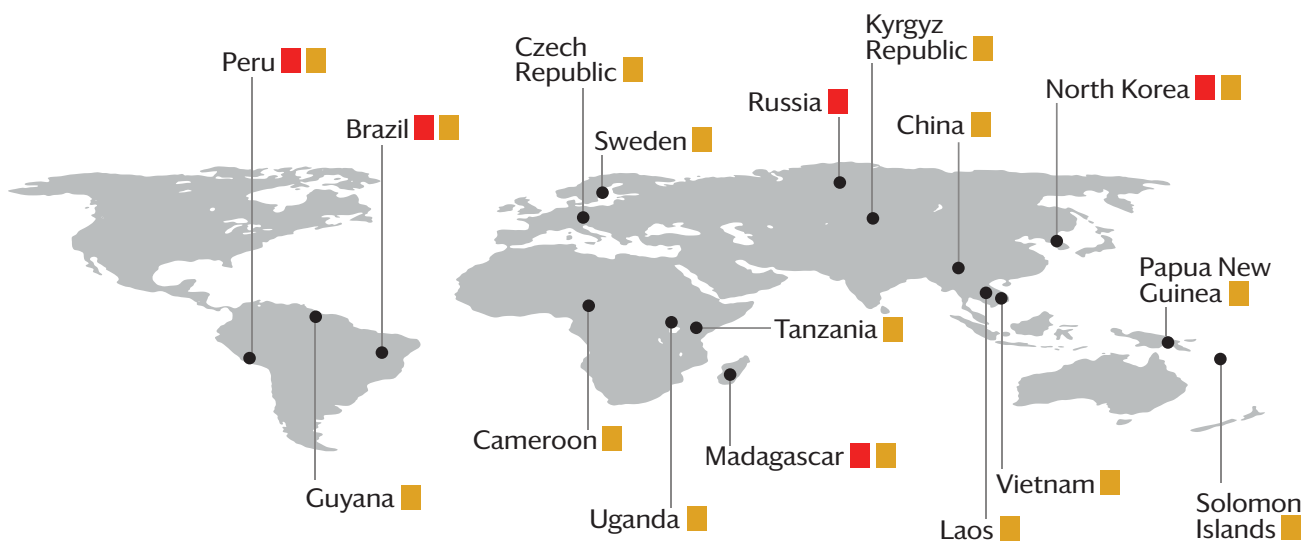 Peru
Czech
Republic
Kyrgyz
Republic
Brazil
Sweden
Russia
China
North Korea
Papua New
Guinea
Tanzania
Cameroon
Madagascar
Guyana
Uganda
Vietnam
Laos
Solomon
Islands